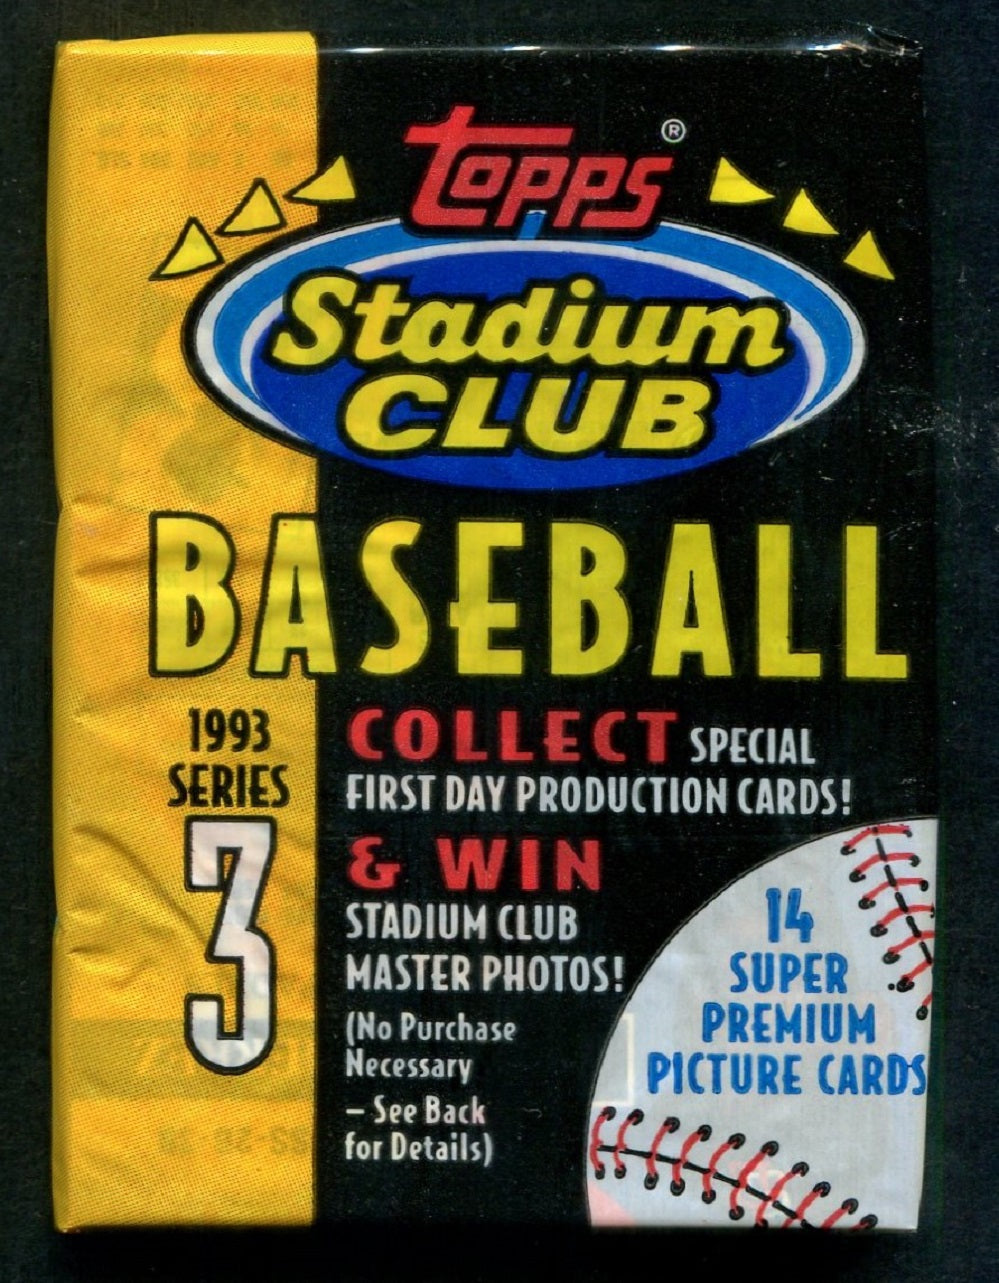 topps®
Stadium
CLUB
BASEBALL
1993
SERIES
3
COLLECT SPECIAL
FIRST DAY PRODUCTION CARDS!
& WIN
STADIUM CLUB
MASTER PHOTOS!
(No Purchase
Necessary
– See Back
for Details)
14
SUPER
PREMIUM
PICTURE CARDS